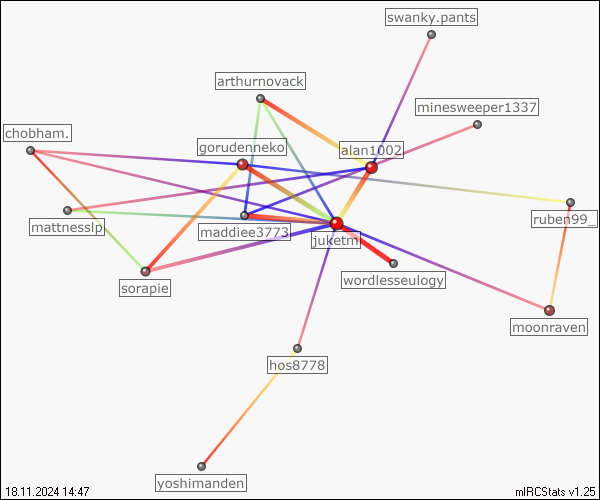 swanky.pants
arthurnovack
minesweeper1337
chobham.
gorudenneko
alan1002
mattnesslp
maddiee3773
juketm
ruben99_
sorapie
wordlesseulogy
moonraven
hos8778
yoshimanden
18.11.2024 14:47
mIRCStats v1.25